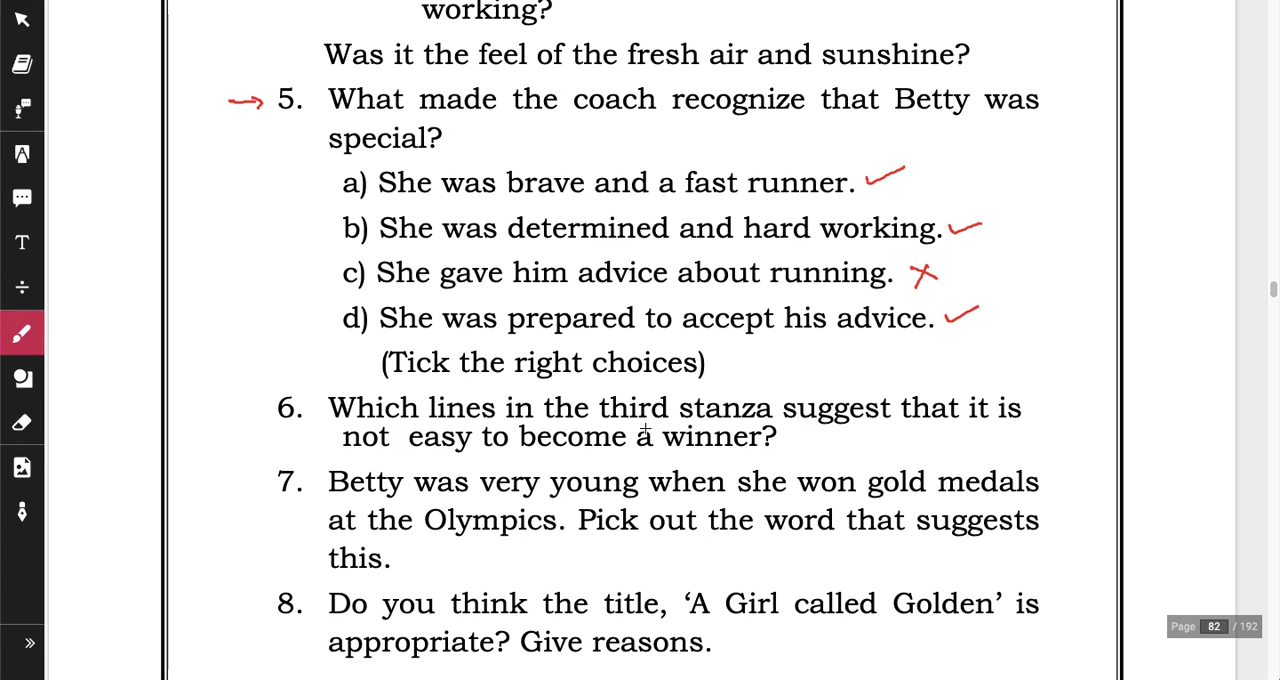 working?
Was it the feel of the fresh air and sunshine?
5. What made the coach recognize that Betty was
special?
a) She was brave and a fast runner.
b) She was determined and hard working.
c) She gave him advice about running.
d) She was prepared to accept his advice.
(Tick the right choices)
6. Which lines in the third stanza suggest that it is
not easy to become a winner?
7. Betty was very young when she won gold medals
at the Olympics. Pick out the word that suggests
this.
8. Do you think the title, ‘A Girl called Golden’ is
appropriate? Give reasons.
Page 82 / 192